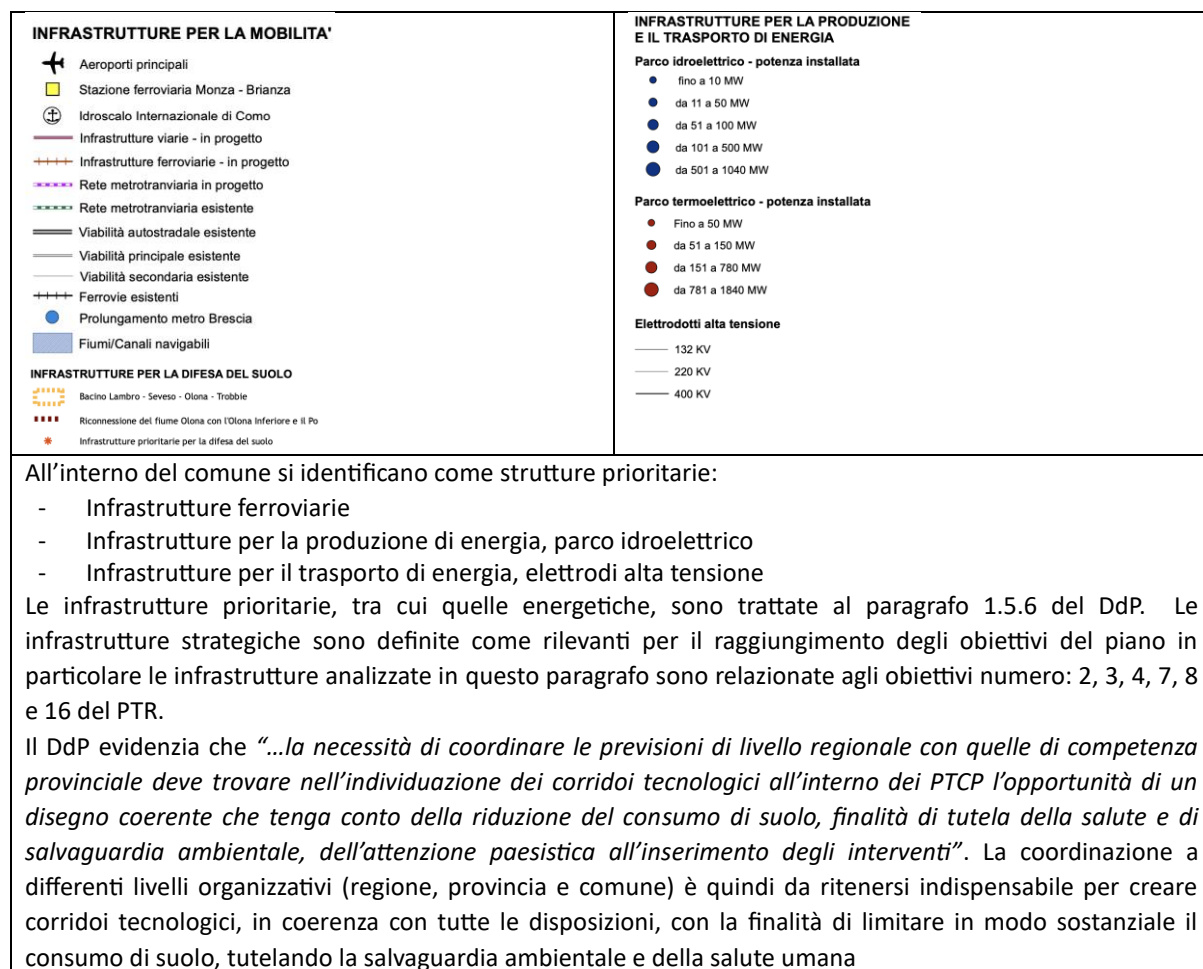 INFRASTRUTTURE PER LA MOBILITA'
Aeroporti principali
Stazione ferroviaria Monza - Brianza
Idroscalo Internazionale di Como
Infrastrutture viarie - in progetto
Infrastrutture ferroviarie - in progetto
Rete metrotranviaria in progetto
Rete metrotranviaria esistente
Viabilità autostradale esistente
Viabilità principale esistente
Viabilità secondaria esistente
Ferrovie esistenti
Prolungamento metro Brescia
Fiumi/Canali navigabili
INFRASTRUTTURE PER LA DIFESA DEL SUOLO
Bacino Lambro - Seveso - Olona - Trobbie
Riconnessione del fiume Olona con l'Olona Inferiore e il Po
Infrastrutture prioritarie per la difesa del suolo
INFRASTRUTTURE PER LA PRODUZIONE
E IL TRASPORTO DI ENERGIA
Parco idroelettrico - potenza installata
fino a 10 MW
da 11 a 50 MW
da 51 a 100 MW
da 101 a 500 MW
da 501 a 1040 MW
Parco termoelettrico - potenza installata
Fino a 50 MW
da 51 a 150 MW
da 151 a 780 MW
da 781 a 1840 MW
Elettrodotti alta tensione
132 KV
220 KV
400 KV
All'interno del comune si identificano come strutture prioritarie:
- Infrastrutture ferroviarie
- Infrastrutture per la produzione di energia, parco idroelettrico
- Infrastrutture per il trasporto di energia, elettrodi alta tensione
Le infrastrutture prioritarie, tra cui quelle energetiche, sono trattate al paragrafo 1.5.6 del DdP. Le
infrastrutture strategiche sono definite come rilevanti per il raggiungimento degli obiettivi del piano in
particolare le infrastrutture analizzate in questo paragrafo sono relazionate agli obiettivi numero: 2, 3, 4, 7, 8
e 16 del PTR.
Il DdP evidenzia che "…la necessità di coordinare le previsioni di livello regionale con quelle di competenza
provinciale deve trovare nell'individuazione dei corridoi tecnologici all'interno dei PTCP l'opportunità di un
disegno coerente che tenga conto della riduzione del consumo di suolo, finalità di tutela della salute e di
salvaguardia ambientale, dell'attenzione paesistica all'inserimento degli interventi". La coordinazione a
differenti livelli organizzativi (regione, provincia e comune) è quindi da ritenersi indispensabile per creare
corridoi tecnologici, in coerenza con tutte le disposizioni, con la finalità di limitare in modo sostanziale il
consumo di suolo, tutelando la salvaguardia ambientale e della salute umana